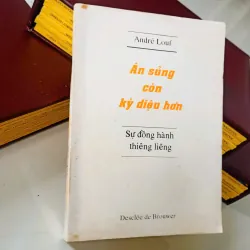 André Louf
Ân sủng
còn
kỳ diệu hơn
Sự đồng hành
thiêng liêng
Desclée de Brouwer